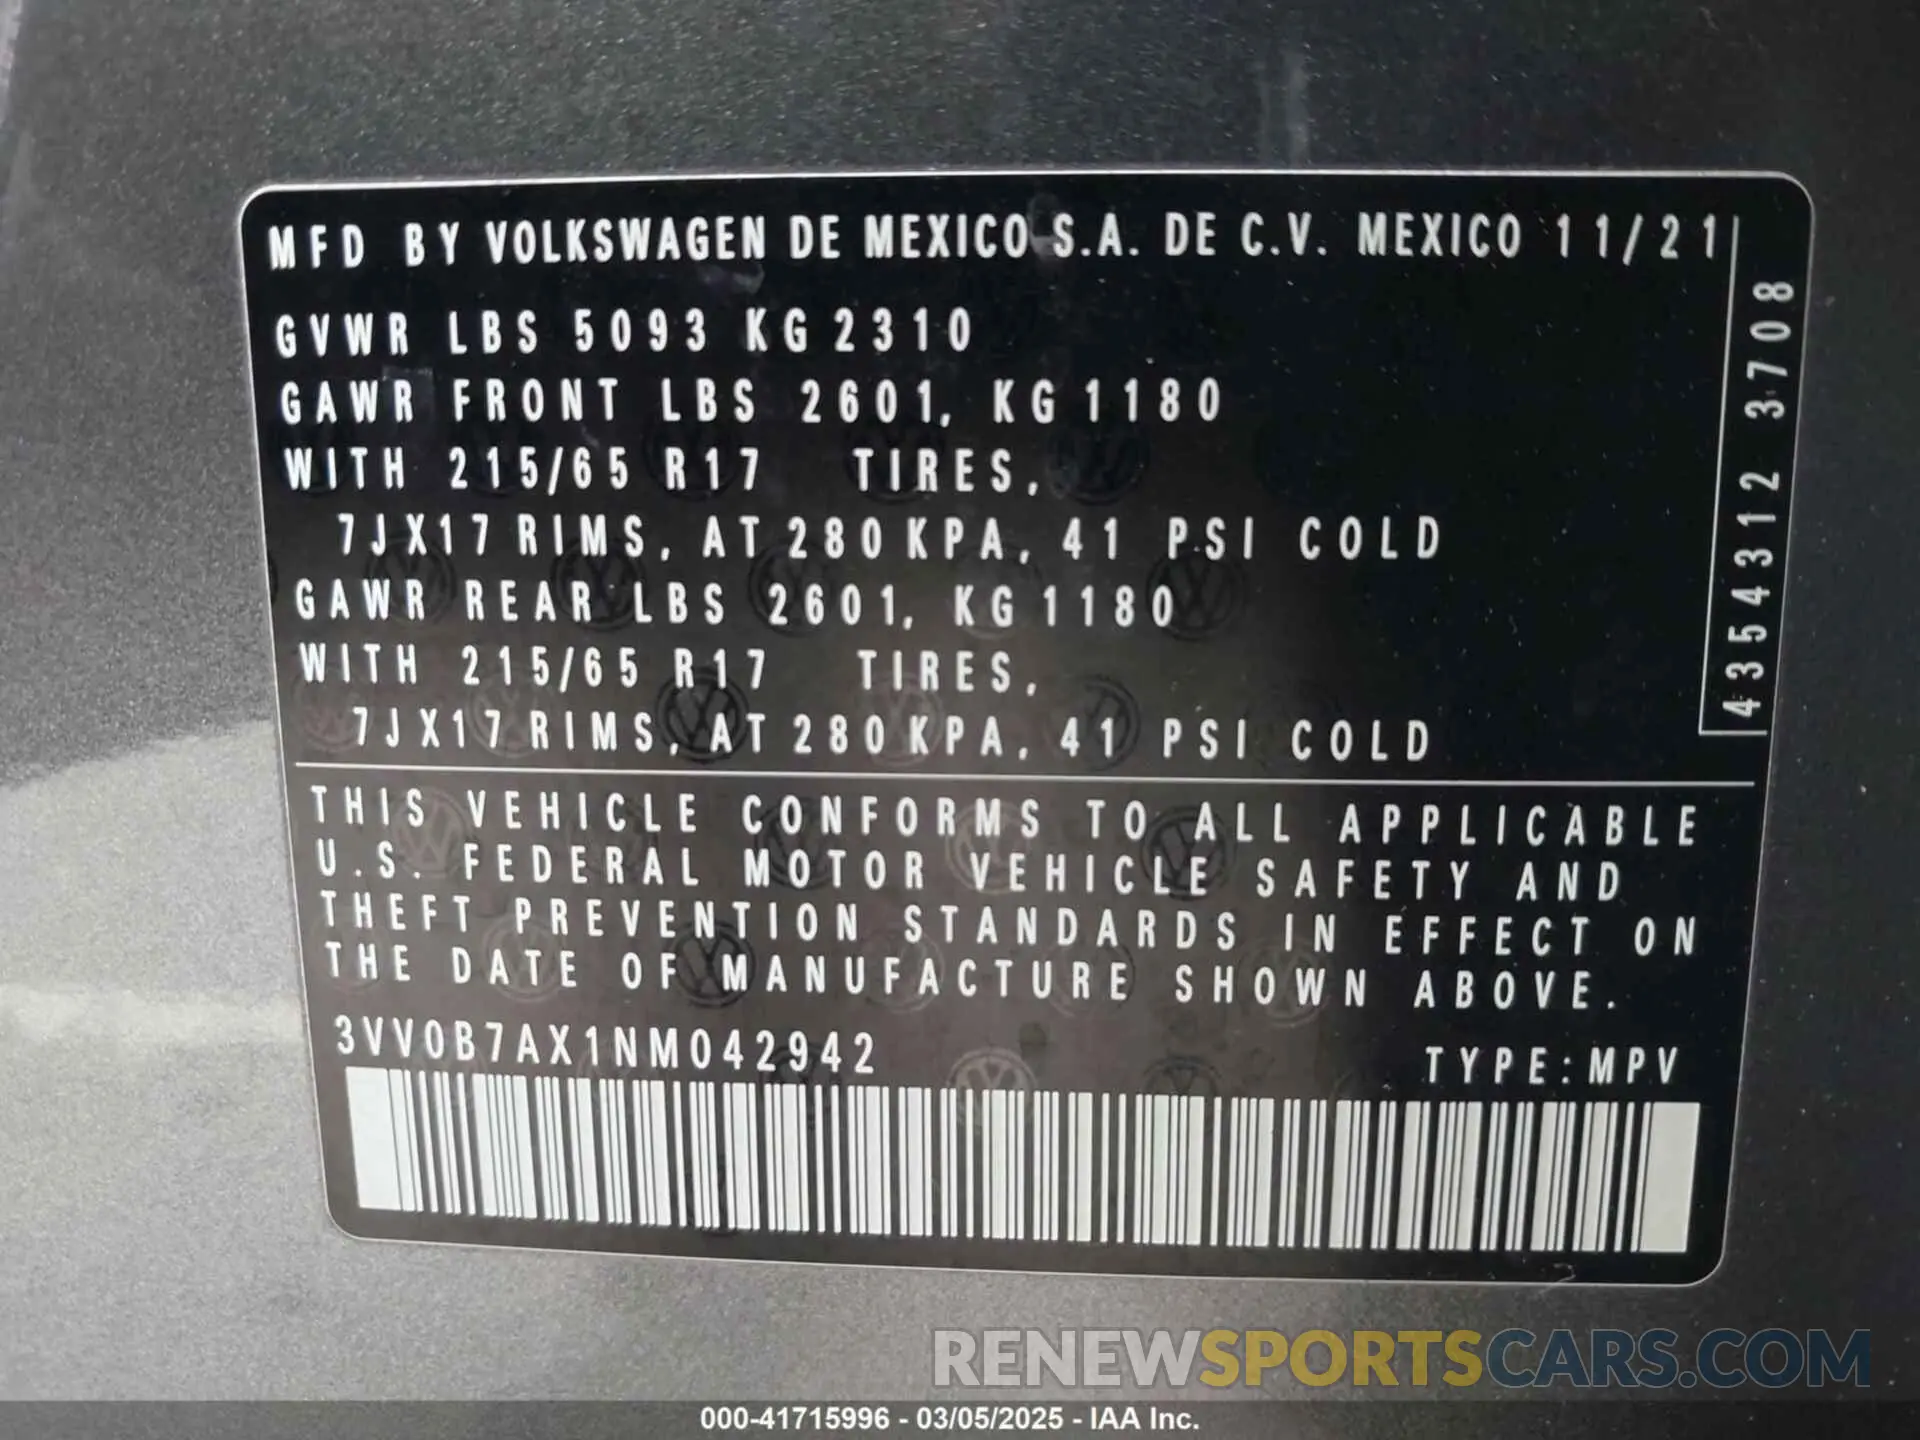 MFD BY VOLKSWAGEN DE MEXICO S.A. DE C.V. MEXICO 11/21
GVWR LBS 5093 KG 2310
GAWR FRONT LBS 2601, KG 1180
WITH 215/65 R17 TIRES,
7JX17 RIMS, AT 280 KPA, 41 PSI COLD
GAWR REAR LBS 2601, KG 1180
WITH 215/65 R17 TIRES,
7JX17 RIMS, AT 280 KPA, 41 PSI COLD
4354312 3708
THIS VEHICLE CONFORMS TO ALL APPLICABLE
U.S. FEDERAL MOTOR VEHICLE SAFETY AND
THEFT PREVENTION STANDARDS IN EFFECT ON
THE DATE OF MANUFACTURE SHOWN ABOVE.
3VV0B7AX1NM042942 TYPE:MPV
RENEWSPORTSCARS.COM
000-41715996 - 03/05/2025 - IAA Inc.